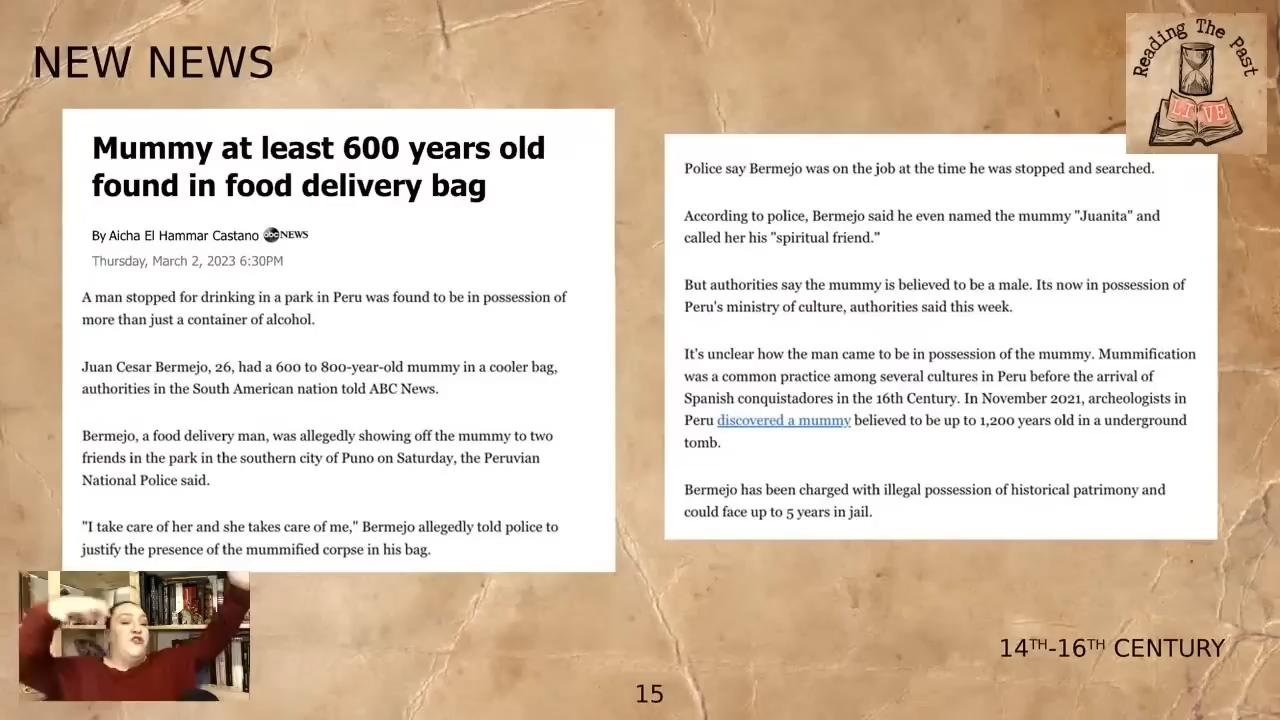 NEW NEWS
Reading The Past
LIVE
Mummy at least 600 years old
found in food delivery bag
By Aicha El Hammar Castano abc NEWS
Thursday, March 2, 2023 6:30PM
A man stopped for drinking in a park in Peru was found to be in possession of
more than just a container of alcohol.
Juan Cesar Bermejo, 26, had a 600 to 800-year-old mummy in a cooler bag,
authorities in the South American nation told ABC News.
Bermejo, a food delivery man, was allegedly showing off the mummy to two
friends in the park in the southern city of Puno on Saturday, the Peruvian
National Police said.
"I take care of her and she takes care of me," Bermejo allegedly told police to
justify the presence of the mummified corpse in his bag.
Police say Bermejo was on the job at the time he was stopped and searched.
According to police, Bermejo said he even named the mummy "Juanita" and
called her his "spiritual friend."
But authorities say the mummy is believed to be a male. Its now in possession of
Peru's ministry of culture, authorities said this week.
It's unclear how the man came to be in possession of the mummy. Mummification
was a common practice among several cultures in Peru before the arrival of
Spanish conquistadores in the 16th Century. In November 2021, archeologists in
Peru discovered a mummy believed to be up to 1,200 years old in a underground
tomb.
Bermejo has been charged with illegal possession of historical patrimony and
could face up to 5 years in jail.
14TH-16TH CENTURY
15